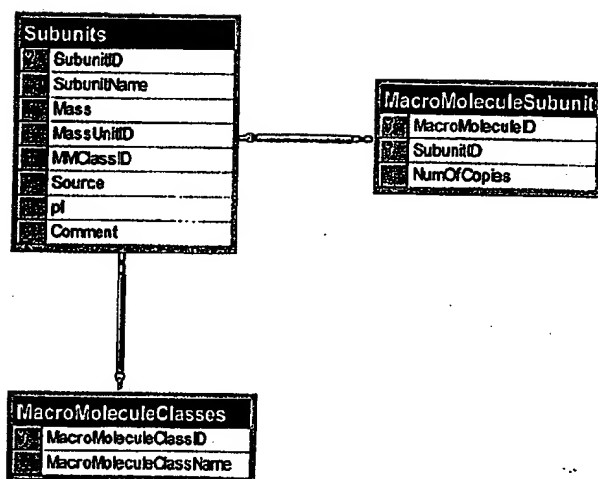 Subunits
SubunitID
SubunitName
Mass
MassUnitID
MMClassID
Source
pI
Comment
MacroMoleculeSubunit
MacroMoleculeID
SubunitID
NumOfCopies
MacroMoleculeClasses
MacroMoleculeClassID
MacroMoleculeClassName